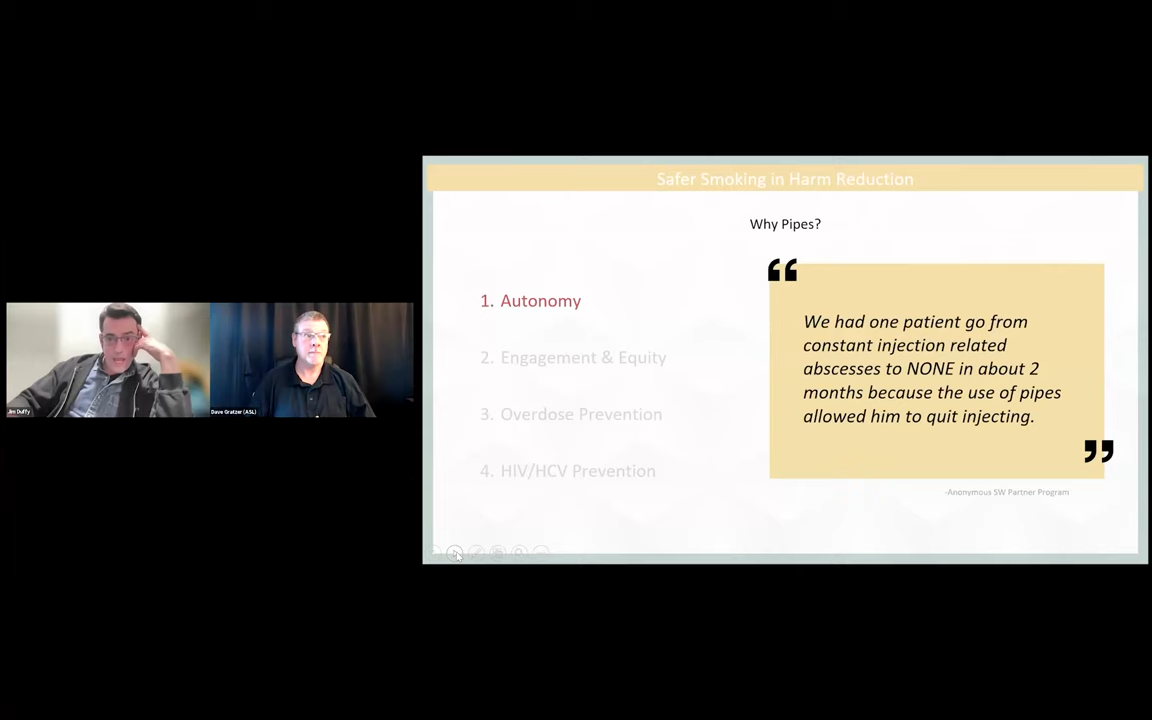 Safer Smoking in Harm Reduction
Why Pipes?
1. Autonomy
2. Engagement & Equity
3. Overdose Prevention
4. HIV/HCV Prevention
“
We had one patient go from
constant injection related
abscesses to NONE in about 2
months because the use of pipes
allowed him to quit injecting.
”
-Anonymous SW Partner Program
Jim Duffy
Dave Gratzer (ASL)